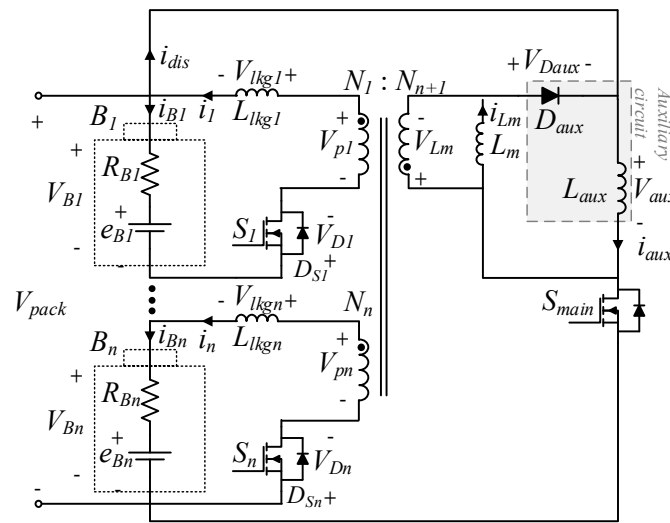 i_dis
- V_lkg1 +
N_1 : N_n+1
+ V_Daux -
Auxiliary circuit
+
B_1
i_B1
i_1
L_lkg1
+
V_p1
-
-
V_Lm
+
i_Lm
L_m
D_aux
+
V_B1
-
R_B1
+
e_B1
-
S_1
-
V_D1
+
D_S1
L_aux
+
V_aux
-
i_aux
V_pack
- V_lkgn +
N_n
S_main
B_n
i_Bn
i_n
L_lkgn
+
V_pn
-
+
V_Bn
-
R_Bn
+
e_Bn
-
S_n
-
V_Dn
+
D_Sn
-